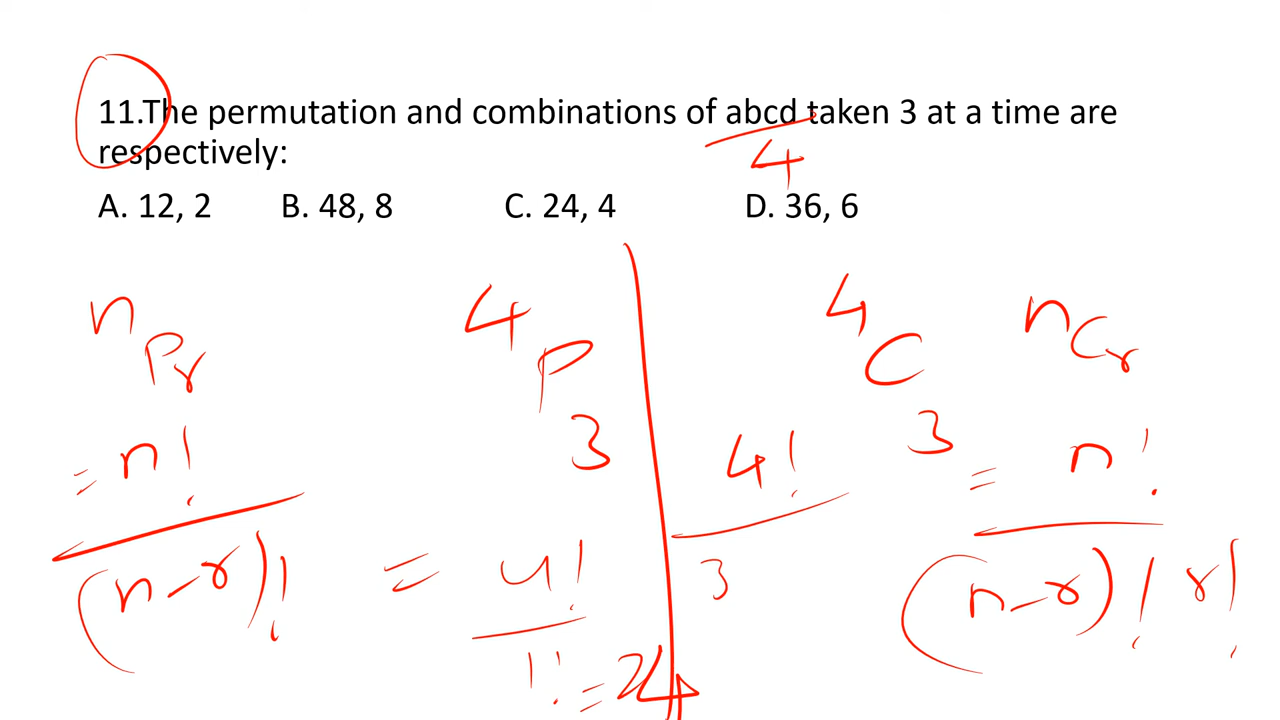 11.The permutation and combinations of abcd taken 3 at a time are
respectively:
4
A. 12, 2 B. 48, 8 C. 24, 4 D. 36, 6
n P r 4 P 3 4 C 3 n C r
= n! 4! = n!
(n-r)! = 4! 3 (n-r)! r!
1! = 24